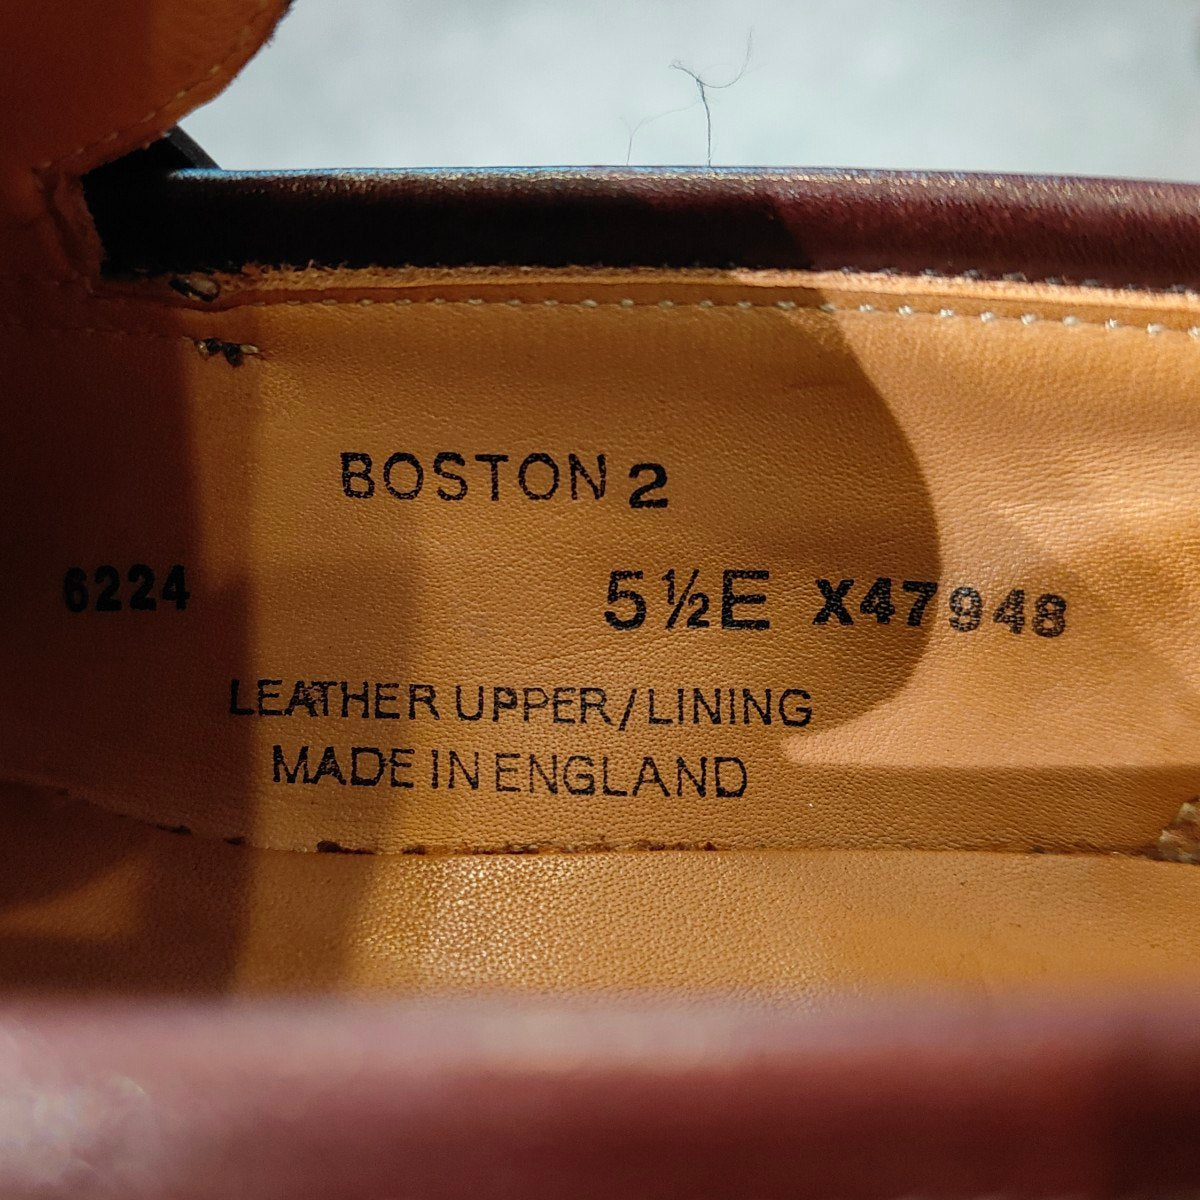 BOSTON 2
6224 5½E X47948
LEATHER UPPER/LINING
MADE IN ENGLAND